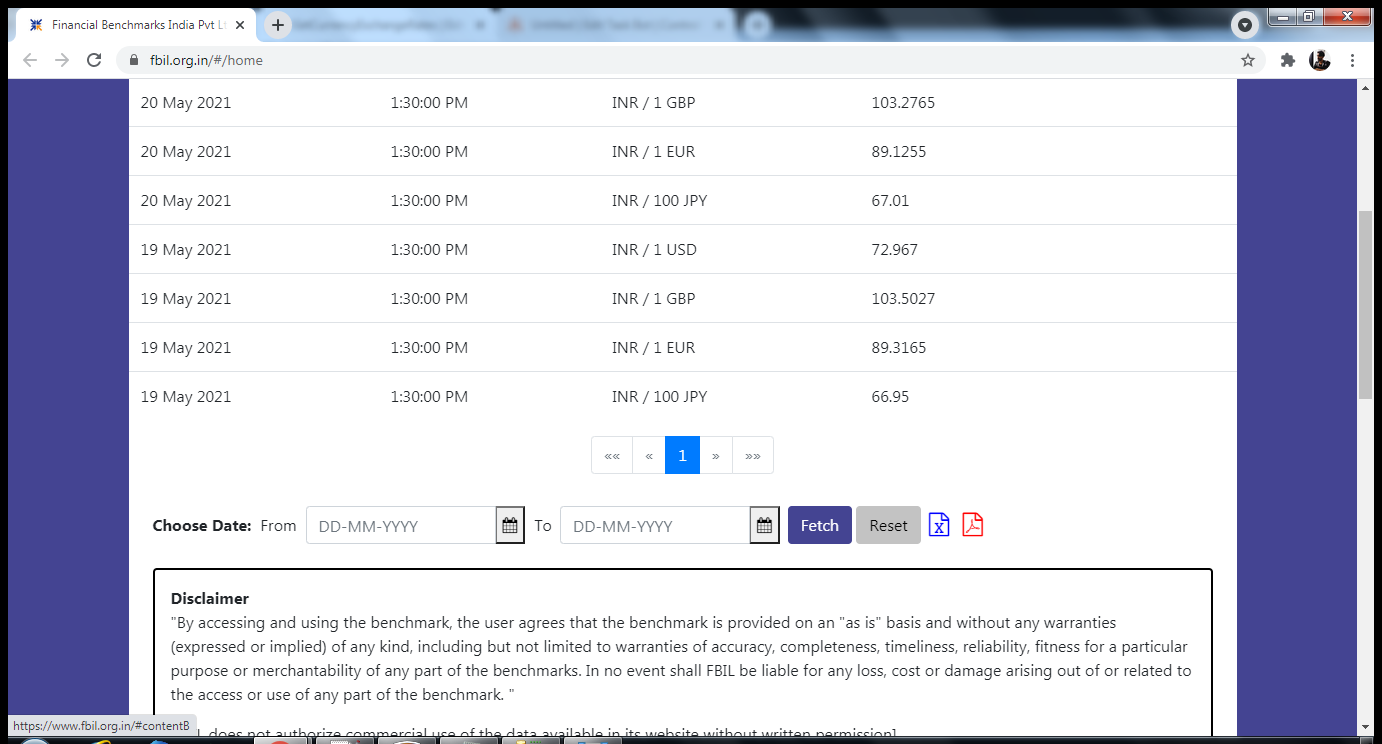 Financial Benchmarks India Pvt Lt
fbil.org.in/#/home
20 May 2021 1:30:00 PM INR / 1 GBP 103.2765
20 May 2021 1:30:00 PM INR / 1 EUR 89.1255
20 May 2021 1:30:00 PM INR / 100 JPY 67.01
19 May 2021 1:30:00 PM INR / 1 USD 72.967
19 May 2021 1:30:00 PM INR / 1 GBP 103.5027
19 May 2021 1:30:00 PM INR / 1 EUR 89.3165
19 May 2021 1:30:00 PM INR / 100 JPY 66.95
«« « 1 » »»
Choose Date: From DD-MM-YYYY To DD-MM-YYYY Fetch Reset
Disclaimer
"By accessing and using the benchmark, the user agrees that the benchmark is provided on an "as is" basis and without any warranties
(expressed or implied) of any kind, including but not limited to warranties of accuracy, completeness, timeliness, reliability, fitness for a particular
purpose or merchantability of any part of the benchmarks. In no event shall FBIL be liable for any loss, cost or damage arising out of or related to
the access or use of any part of the benchmark. "
https://www.fbil.org.in/#contentB
does not authorize commercial use of the data available in its website without written permission]